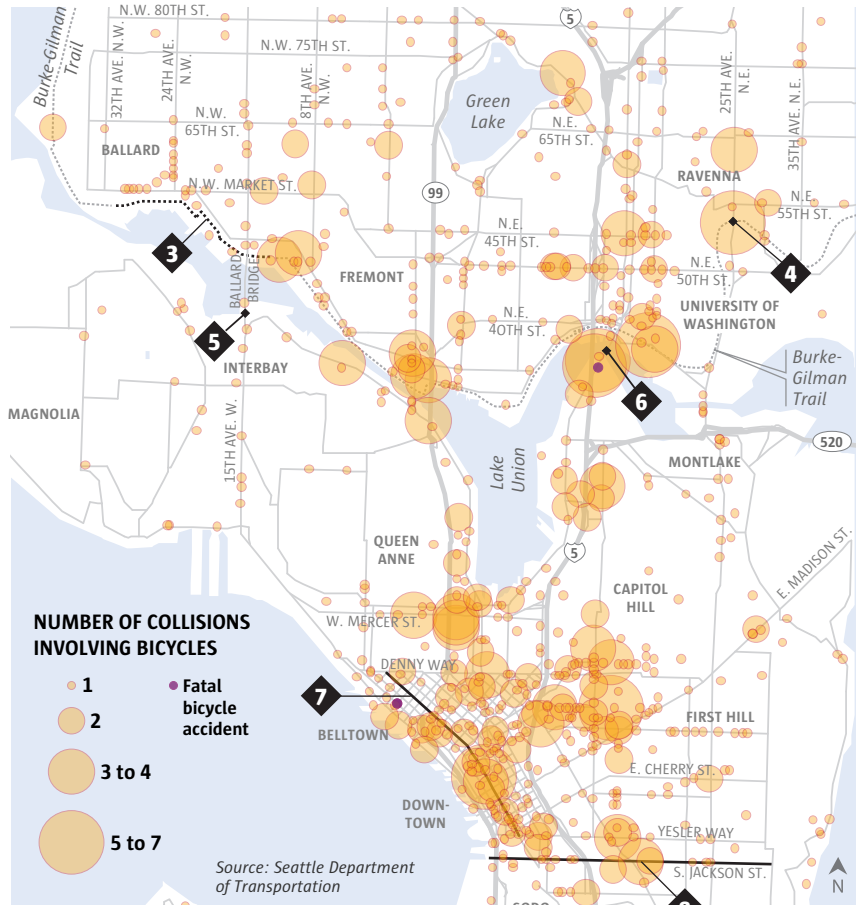 N.W. 80TH ST.
5
Burke-Gilman
Trail
32TH AVE. N.W.
24TH AVE.
N.W.
N.W. 75TH ST.
8TH AVE.
N.W.
Green
Lake
25TH AVE.
N.E.
35TH AVE. N.E.
N.W.
65TH ST.
BALLARD
N.E.
65TH ST.
RAVENNA
N.W. MARKET ST.
99
N.E.
55TH ST.
N.E.
45TH ST.
3
4
BALLARD
BRIDGE
FREMONT
N.E.
50TH ST.
N.E.
40TH ST.
UNIVERSITY OF
WASHINGTON
5
INTERBAY
Burke-
Gilman
Trail
6
MAGNOLIA
15TH AVE. W.
520
MONTLAKE
Lake
Union
QUEEN
ANNE
5
E. MADISON ST.
CAPITOL
HILL
NUMBER OF COLLISIONS
INVOLVING BICYCLES
W. MERCER ST.
DENNY WAY
1
Fatal
bicycle
accident
2
7
BELLTOWN
FIRST HILL
3 to 4
E. CHERRY ST.
DOWN-
TOWN
5 to 7
YESLER WAY
Source: Seattle Department
of Transportation
S. JACKSON ST.
N